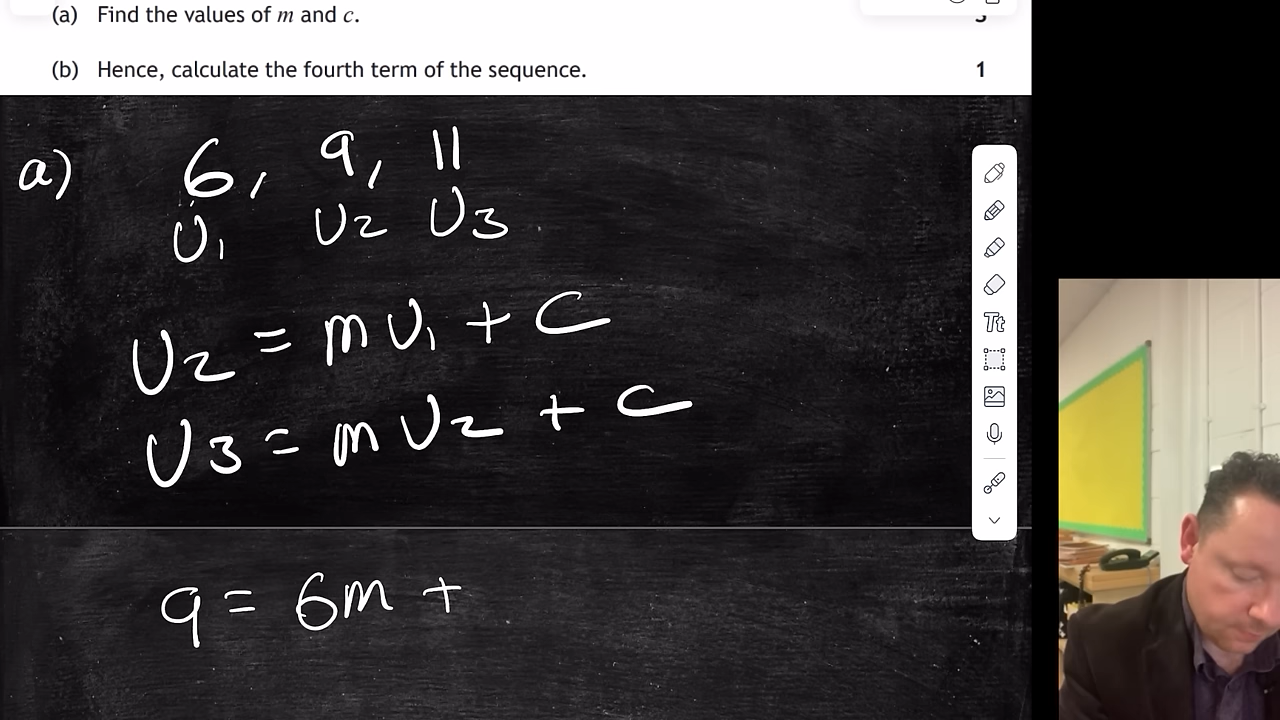 (a) Find the values of m and c.
(b) Hence, calculate the fourth term of the sequence. 1
a) 6, 9, 11
U1 U2 U3
U2 = mU1 + C
U3 = mU2 + C
Tt
9 = 6m +